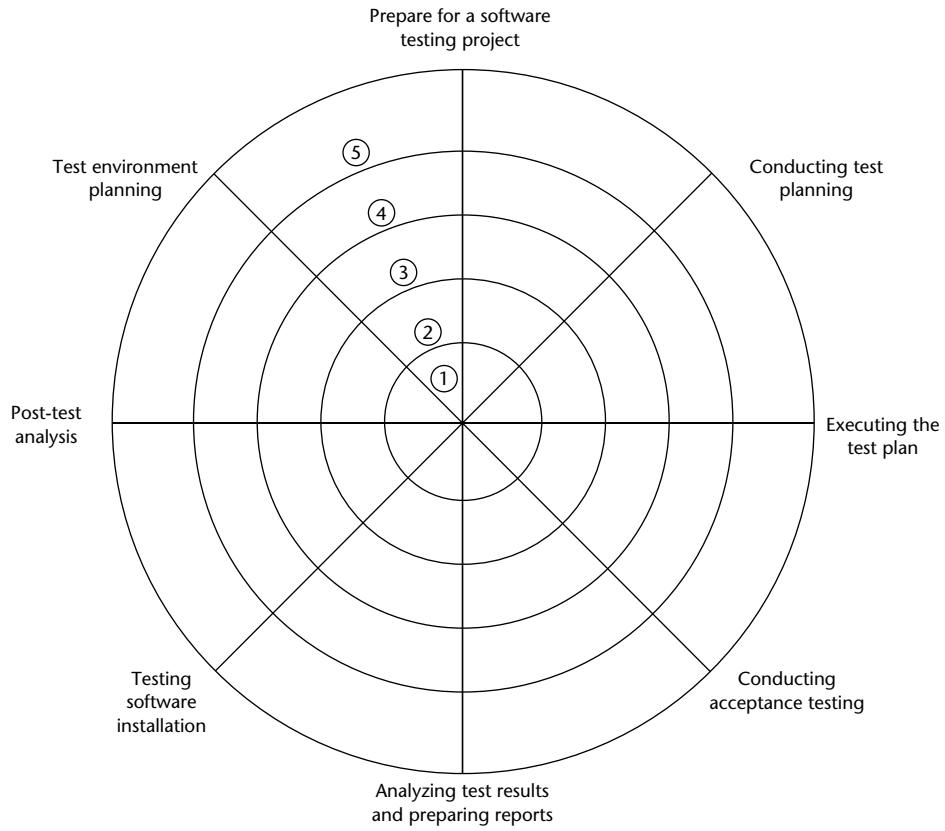 Prepare for a software
testing project
Test environment
planning
Conducting test
planning
5
4
3
2
1
Post-test
analysis
Executing the
test plan
Testing
software
installation
Conducting
acceptance testing
Analyzing test results
and preparing reports